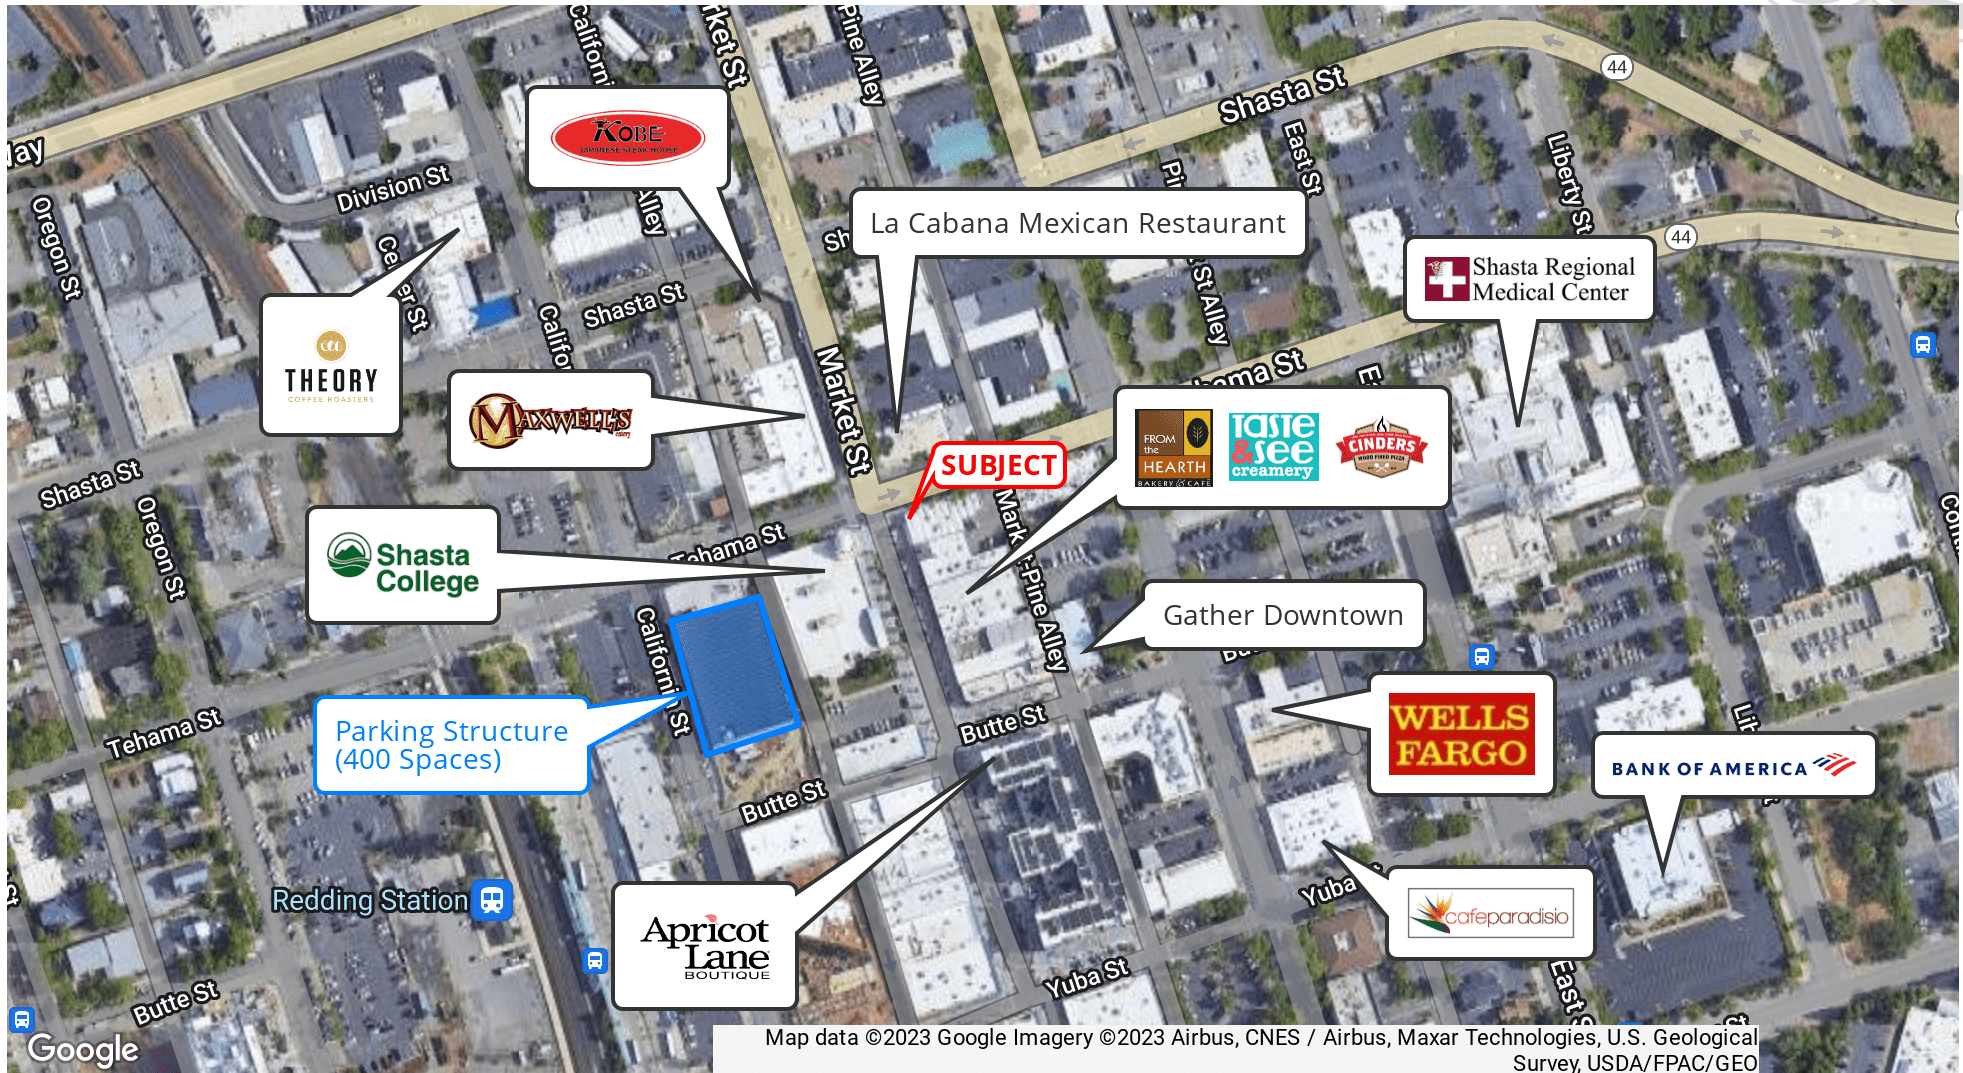 Market St
Pine Alley
44
Shasta St
KOBE
JAPANESE STEAK HOUSE
East St
Liberty St
Division St
Alley
Oregon St
La Cabana Mexican Restaurant
44
Shasta Regional
Medical Center
Shasta St
THEORY
COFFEE ROASTERS
MAXWELL'S
eatery
Market St
FROM
the
HEARTH
BAKERY & CAFE
TaSTe
&See
creamery
CINDERS
WOOD FIRED PIZZA
SUBJECT
Shasta St
Oregon St
Shasta
College
Tehama St
Market-Pine Alley
Gather Downtown
California St
Parking Structure
(400 Spaces)
Tehama St
Butte St
WELLS
FARGO
BANK OF AMERICA
Butte St
Redding Station
Apricot
Lane
BOUTIQUE
Yuba
cafeparadisio
Yuba St
East S
Butte St
Google
Map data ©2023 Google Imagery ©2023 Airbus, CNES / Airbus, Maxar Technologies, U.S. Geological
Survey, USDA/FPAC/GEO